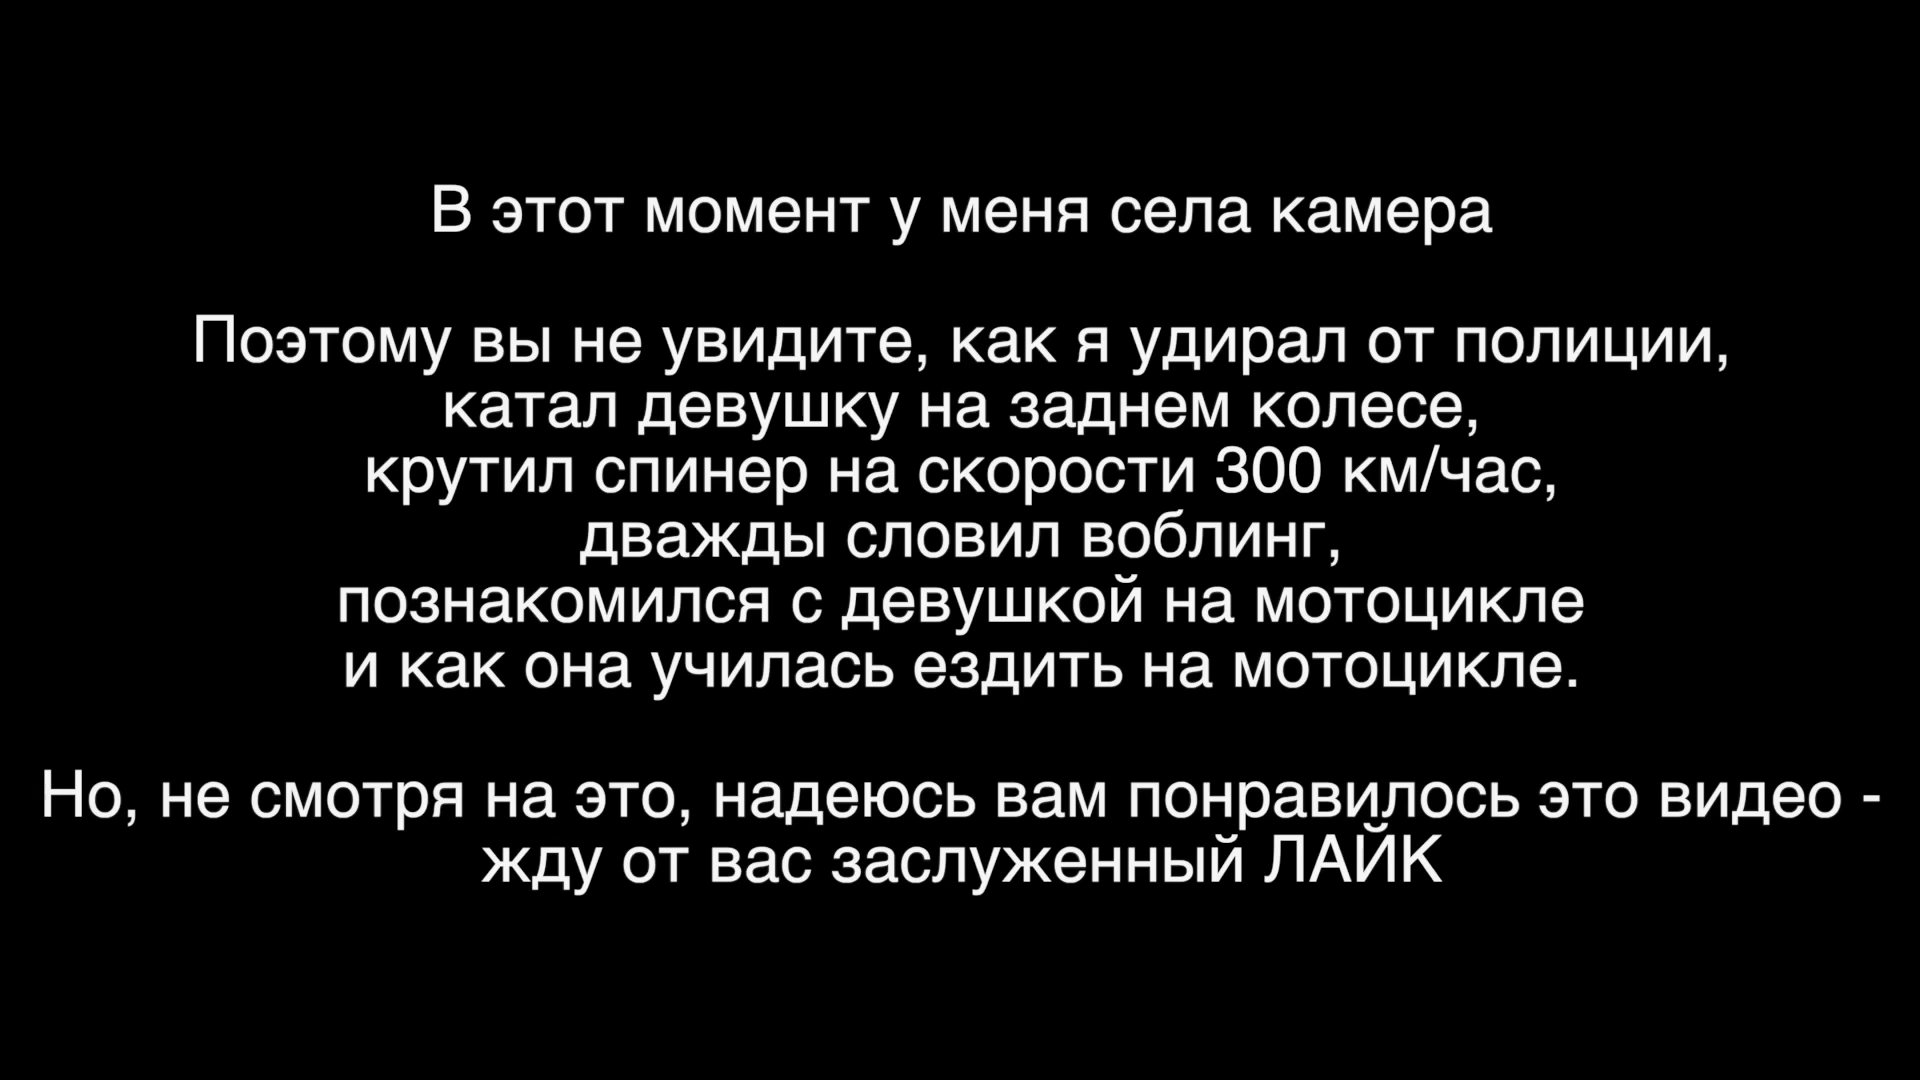 В этот момент у меня села камера
Поэтому вы не увидите, как я удирал от полиции,
катал девушку на заднем колесе,
крутил спинер на скорости 300 км/час,
дважды словил воблинг,
познакомился с девушкой на мотоцикле
и как она училась ездить на мотоцикле.
Но, не смотря на это, надеюсь вам понравилось это видео -
жду от вас заслуженный ЛАЙК